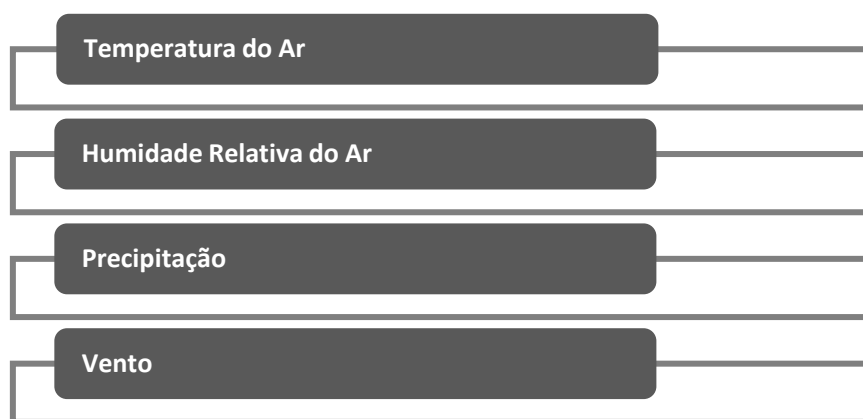 Temperatura do Ar
Humidade Relativa do Ar
Precipitação
Vento